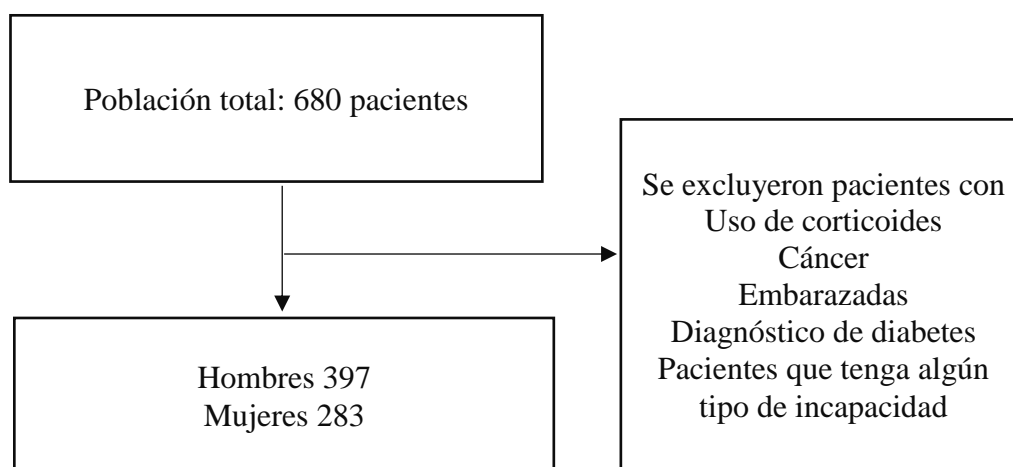 Población total: 680 pacientes
Se excluyeron pacientes con
Uso de corticoides
Cáncer
Embarazadas
Diagnóstico de diabetes
Pacientes que tenga algún
tipo de incapacidad
Hombres 397
Mujeres 283